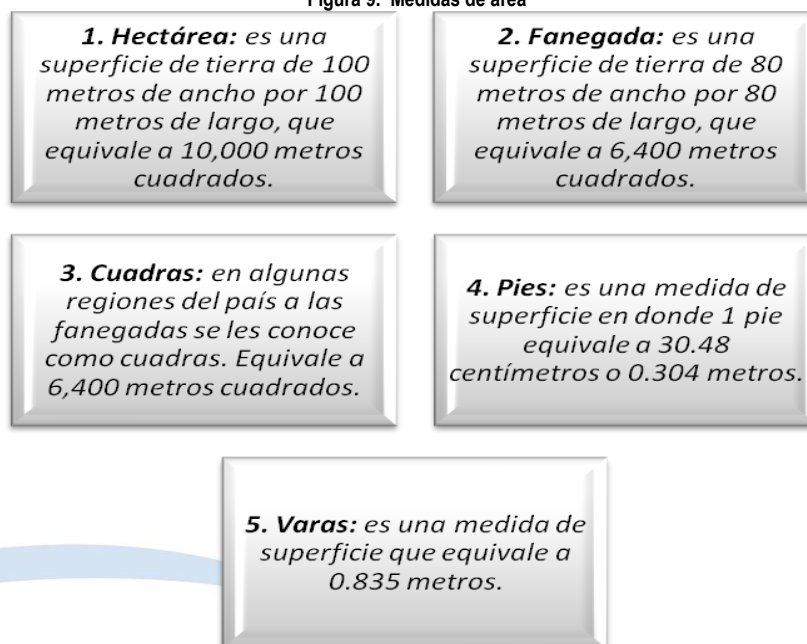 Figura 9. Medidas de área
1. Hectárea: es una
superficie de tierra de 100
metros de ancho por 100
metros de largo, que
equivale a 10,000 metros
cuadrados.
2. Fanegada: es una
superficie de tierra de 80
metros de ancho por 80
metros de largo, que
equivale a 6,400 metros
cuadrados.
3. Cuadras: en algunas
regiones del país a las
fanegadas se les conoce
como cuadras. Equivale a
6,400 metros cuadrados.
4. Pies: es una medida de
superficie en donde 1 pie
equivale a 30.48
centímetros o 0.304 metros.
5. Varas: es una medida de
superficie que equivale a
0.835 metros.